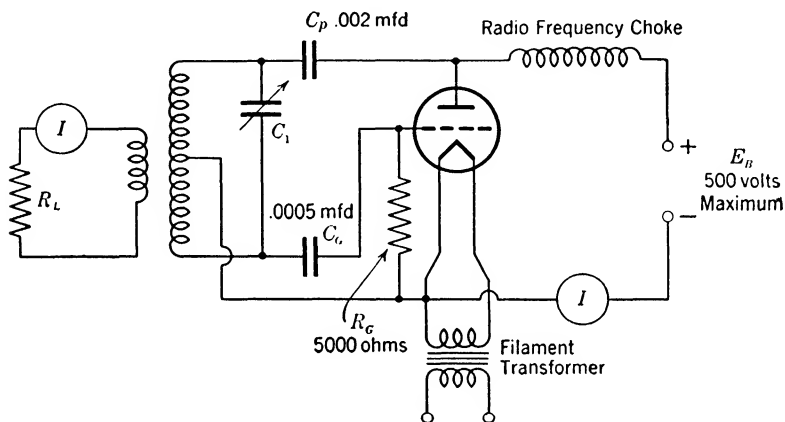 C_P .002 mfd
Radio Frequency Choke
I
C_1
R_L
+
E_B
500 volts
Maximum
−
.0005 mfd
C_G
I
R_G
5000 ohms
Filament
Transformer